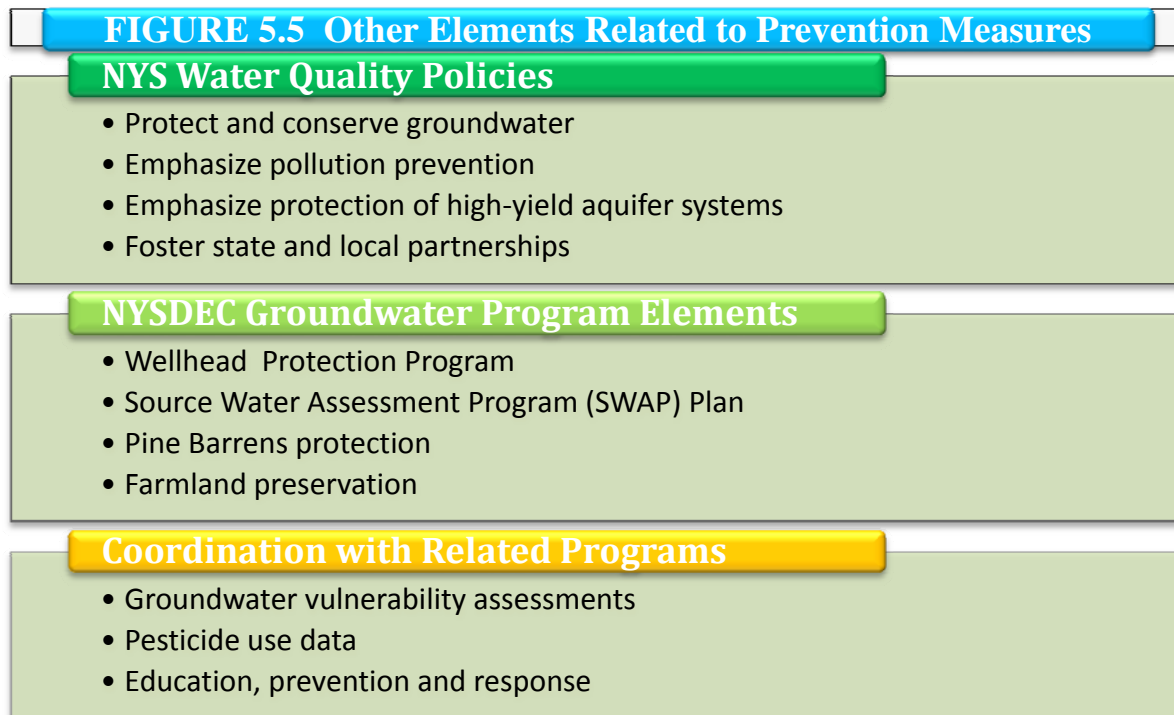 FIGURE 5.5 Other Elements Related to Prevention Measures
NYS Water Quality Policies
• Protect and conserve groundwater
• Emphasize pollution prevention
• Emphasize protection of high-yield aquifer systems
• Foster state and local partnerships
NYSDEC Groundwater Program Elements
• Wellhead Protection Program
• Source Water Assessment Program (SWAP) Plan
• Pine Barrens protection
• Farmland preservation
Coordination with Related Programs
• Groundwater vulnerability assessments
• Pesticide use data
• Education, prevention and response